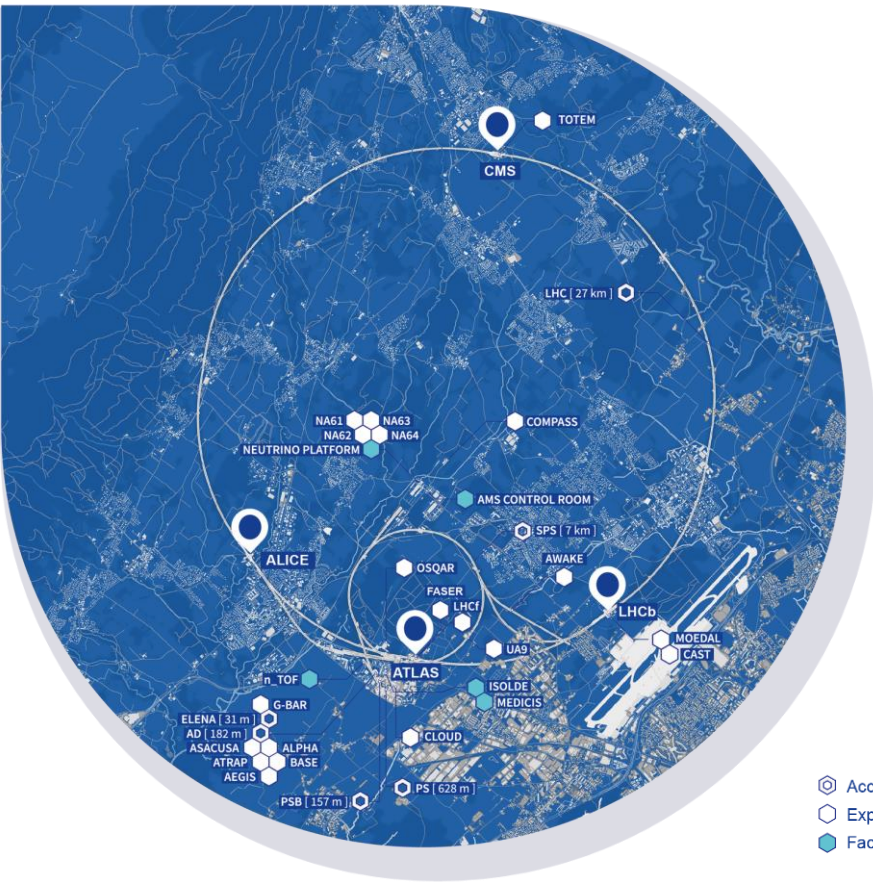 TOTEM
CMS
LHC [ 27 km ]
NA61 NA63
NA62 NA64
NEUTRINO PLATFORM
COMPASS
AMS CONTROL ROOM
SPS [ 7 km ]
ALICE
OSQAR
AWAKE
FASER
LHCf
LHCb
ATLAS
UA9
MOEDAL
CAST
n_TOF
ISOLDE
MEDICIS
G-BAR
ELENA [ 31 m ]
AD [ 182 m ]
ASACUSA ALPHA
ATRAP BASE
AEGIS
CLOUD
PS [ 628 m ]
PSB [ 157 m ]
Acc
Exp
Fac